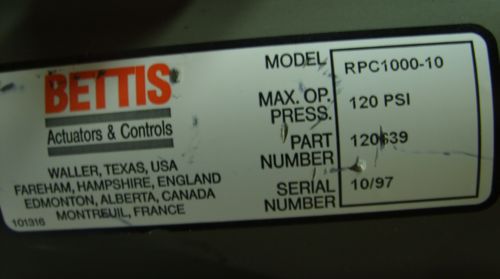 BETTIS
Actuators & Controls
WALLER, TEXAS, USA
FAREHAM, HAMPSHIRE, ENGLAND
EDMONTON, ALBERTA, CANADA
MONTREUIL, FRANCE
101316
MODEL RPC1000-10
MAX. OP. PRESS. 120 PSI
PART NUMBER 120639
SERIAL NUMBER 10/97